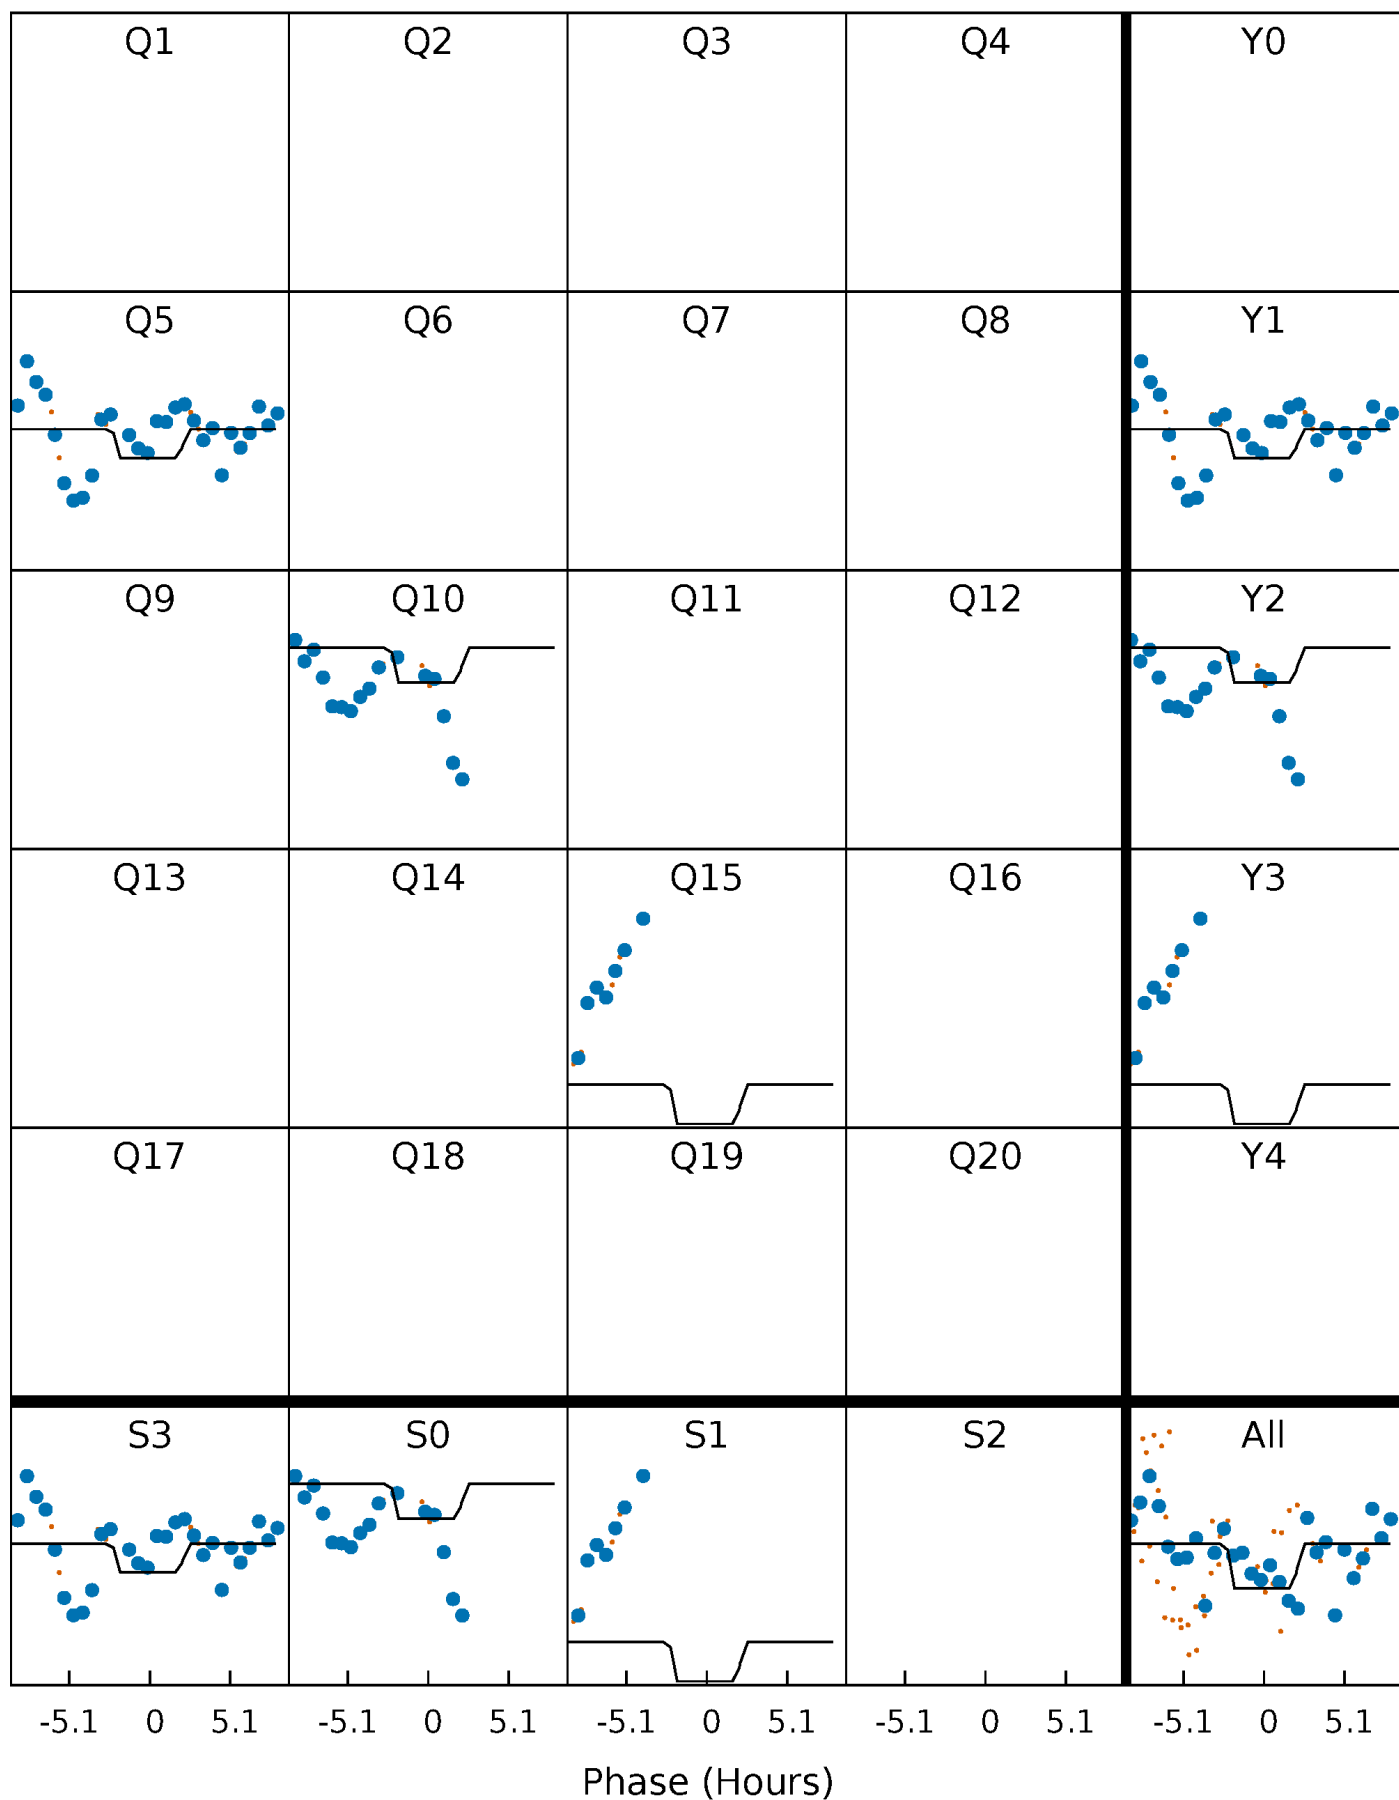 Q1 Q2 Q3 Q4 Y0
Q5 Q6 Q7 Q8 Y1
Q9 Q10 Q11 Q12 Y2
Q13 Q14 Q15 Q16 Y3
Q17 Q18 Q19 Q20 Y4
S3 S0 S1 S2 All
-5.1 0 5.1 -5.1 0 5.1 -5.1 0 5.1 -5.1 0 5.1 -5.1 0 5.1
Phase (Hours)